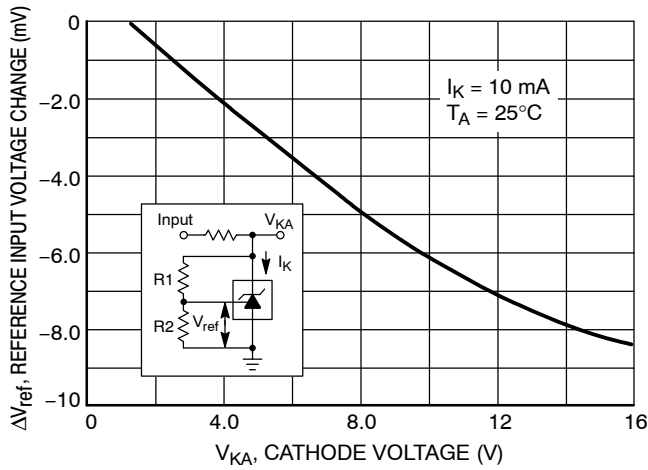 ΔVref, REFERENCE INPUT VOLTAGE CHANGE (mV)
0
−2.0
−4.0
−6.0
−8.0
−10
IK = 10 mA
TA = 25°C
Input
VKA
IK
R1
R2
Vref
0
4.0
8.0
12
16
VKA, CATHODE VOLTAGE (V)